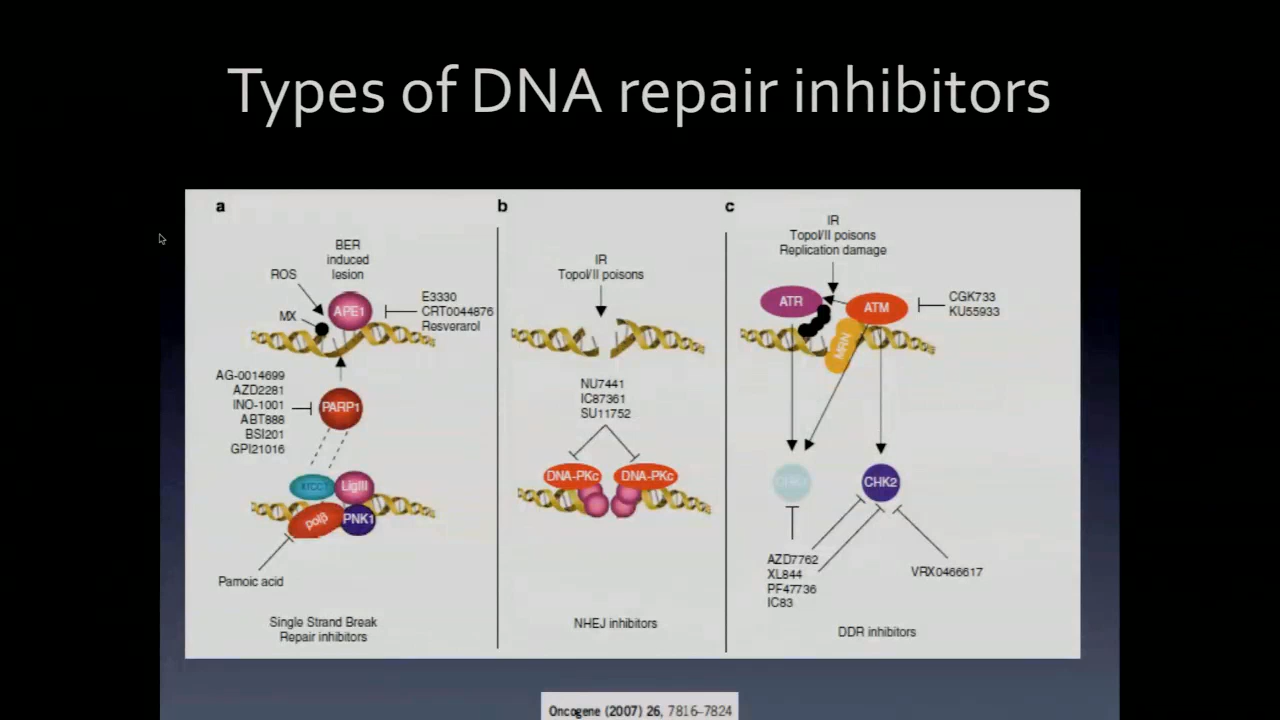 Types of DNA repair inhibitors
a
BER
induced
lesion
ROS
MX
APE1
E3330
CRT0044876
Resverarol
AG-0014699
AZD2281
INO-1001
ABT888
BSI201
GPI21016
PARP1
LigIII
polβ
PNK1
Pamoic acid
Single Strand Break
Repair inhibitors
b
IR
TopoI/II poisons
NU7441
IC87361
SU11752
DNA-PKc
DNA-PKc
NHEJ inhibitors
c
IR
TopoI/II poisons
Replication damage
ATR
ATM
MRN
CGK733
KU55933
CHK2
AZD7762
XL844
PF47736
IC83
VRX0466617
DDR inhibitors
Oncogene (2007) 26, 7816–7824